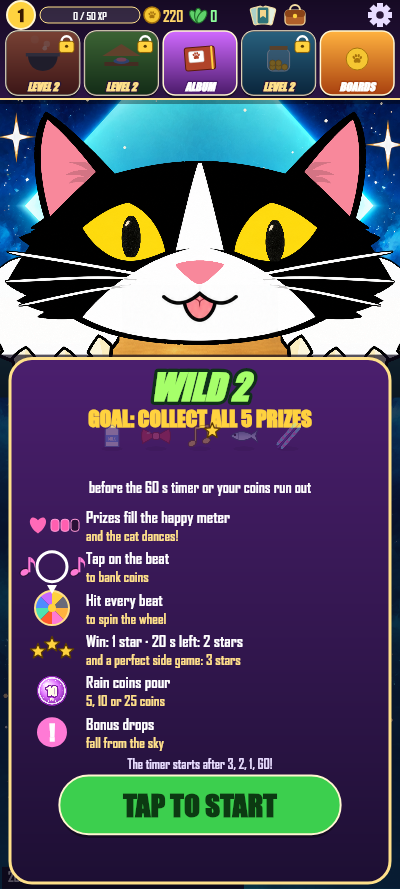 1
0 / 50 XP
220
0
LEVEL 2
LEVEL 2
ALBUM
LEVEL 2
BOARDS
WILD 2
GOAL: COLLECT ALL 5 PRIZES
before the 60 s timer or your coins run out
Prizes fill the happy meter
and the cat dances!
Tap on the beat
to bank coins
Hit every beat
to spin the wheel
Win: 1 star · 20 s left: 2 stars
and a perfect side game: 3 stars
10
Rain coins pour
5, 10 or 25 coins
!
Bonus drops
fall from the sky
The timer starts after 3, 2, 1, GO!
TAP TO START